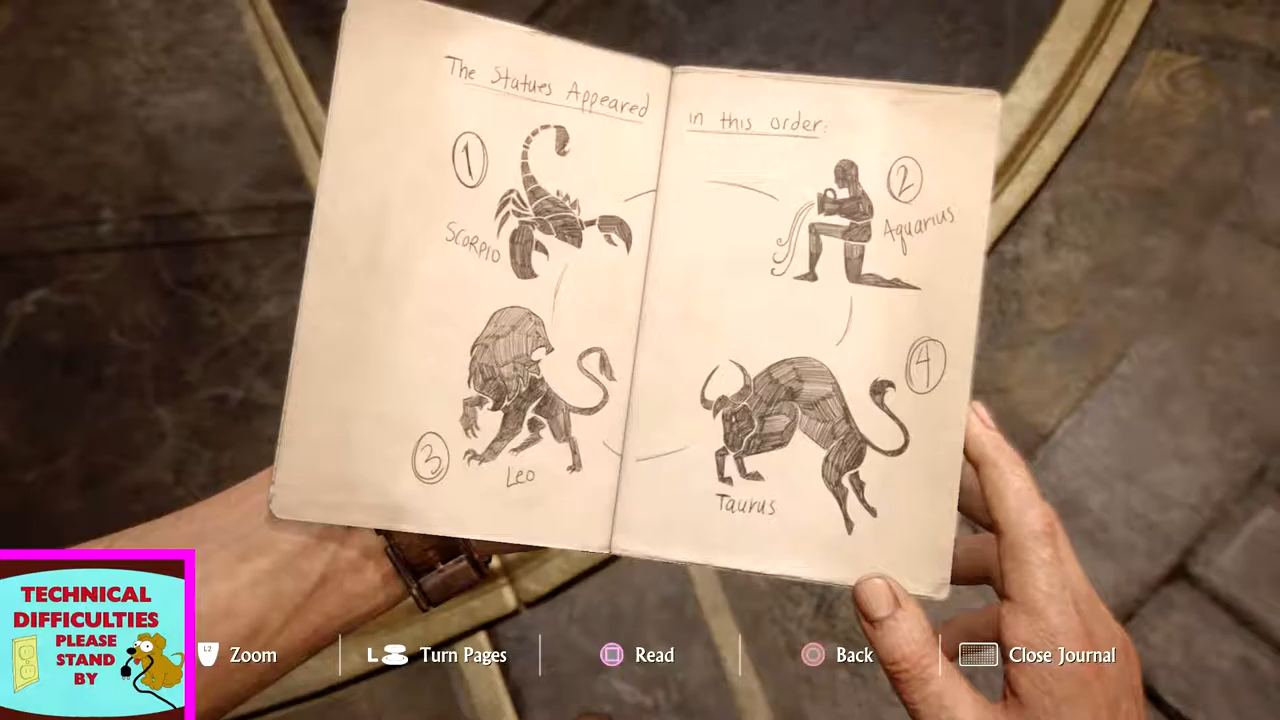 The Statues Appeared
in this order:
1
Scorpio
2
Aquarius
3
Leo
4
Taurus
TECHNICAL
DIFFICULTIES
PLEASE
STAND
BY
L2 Zoom
L Turn Pages
Read
Back
Close Journal